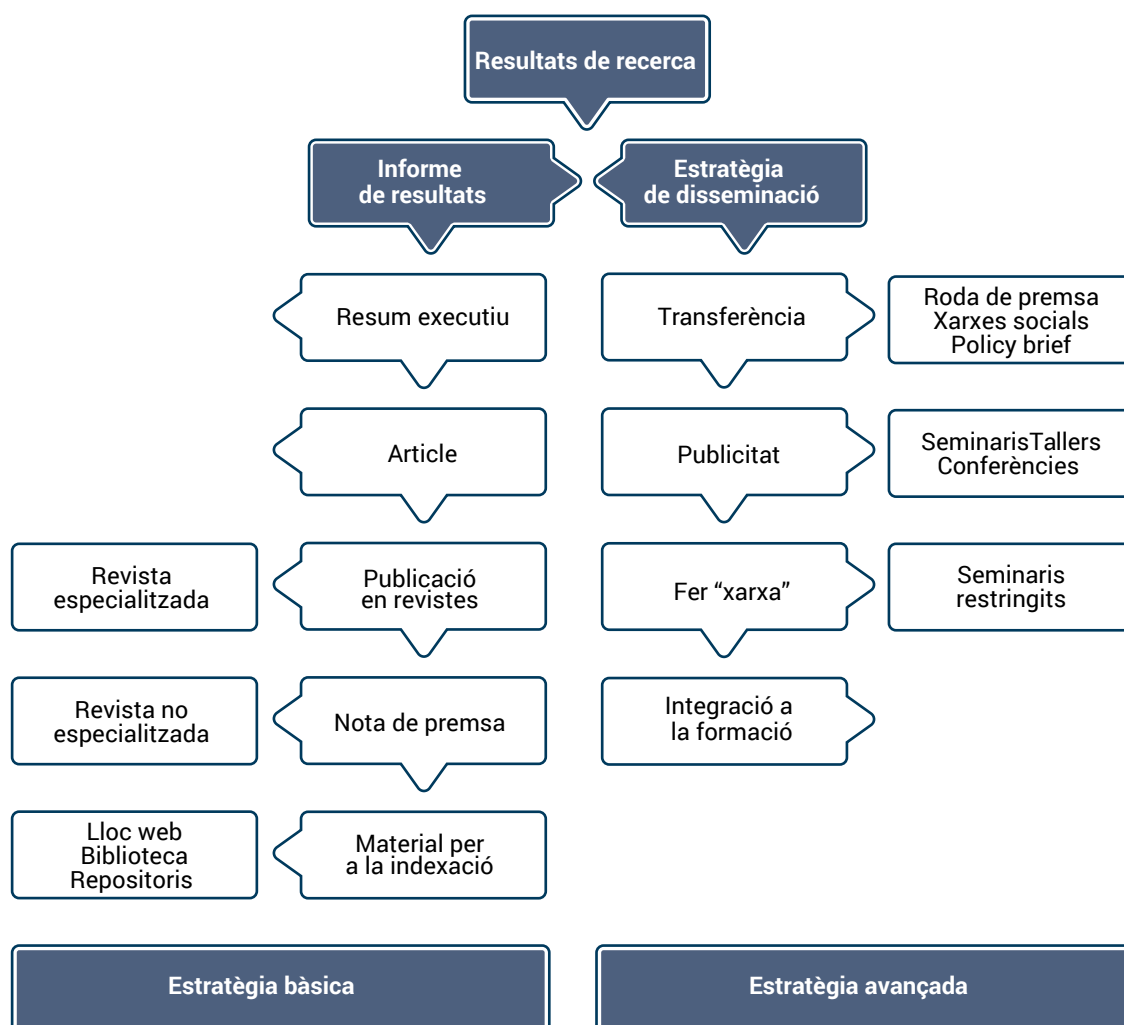 Resultats de recerca
Informe
de resultats
Estratègia
de disseminació
Resum executiu
Transferència
Roda de premsa
Xarxes socials
Policy brief
Article
Publicitat
SeminarisTallers
Conferències
Revista
especialitzada
Publicació
en revistes
Fer “xarxa”
Seminaris
restringits
Revista no
especialitzada
Nota de premsa
Integració a
la formació
Lloc web
Biblioteca
Repositoris
Material per
a la indexació
Estratègia bàsica
Estratègia avançada